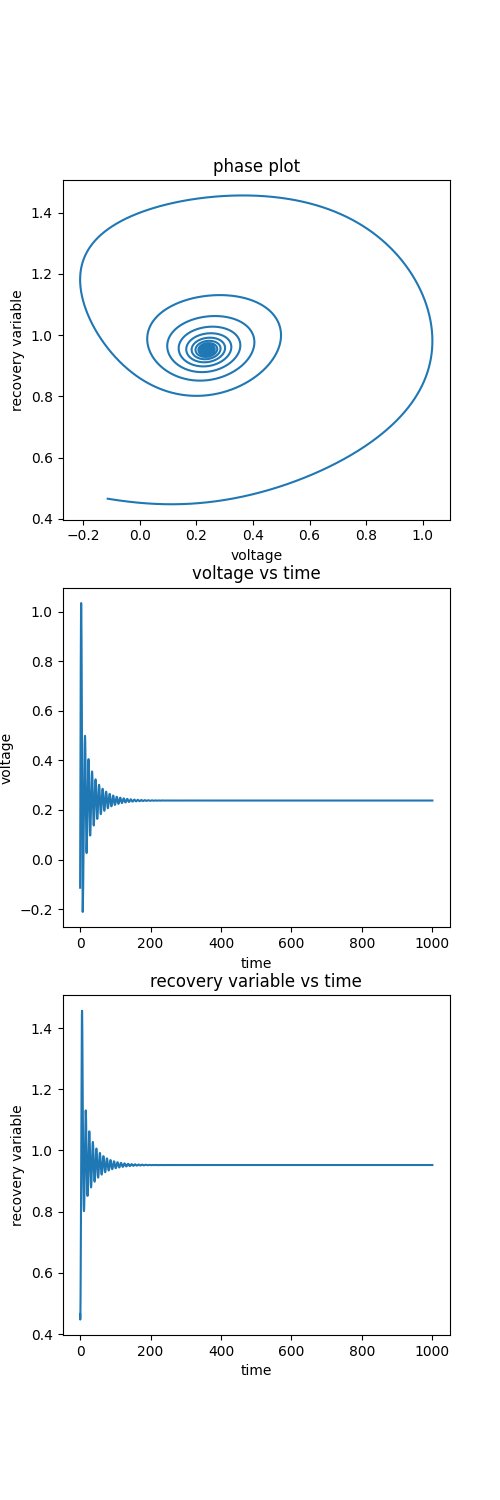 phase plot
1.4
1.2
1.0
0.8
0.6
0.4
recovery variable
−0.2 0.0 0.2 0.4 0.6 0.8 1.0
voltage
voltage vs time
1.0
0.8
0.6
0.4
0.2
0.0
−0.2
voltage
0 200 400 600 800 1000
time
recovery variable vs time
1.4
1.2
1.0
0.8
0.6
0.4
recovery variable
0 200 400 600 800 1000
time